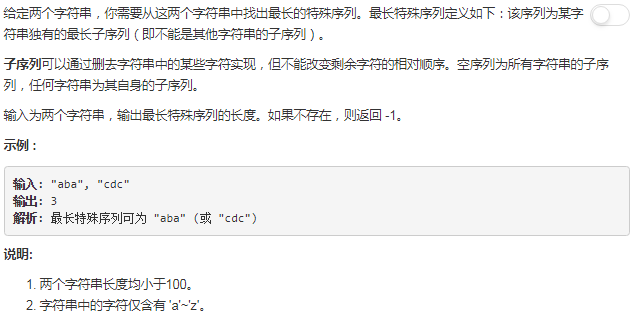 给定两个字符串，你需要从这两个字符串中找出最长的特殊序列。最长特殊序列定义如下：该序列为某字
符串独有的最长子序列（即不能是其他字符串的子序列）。
子序列可以通过删去字符串中的某些字符实现，但不能改变剩余字符的相对顺序。空序列为所有字符串的子序
列，任何字符串为其自身的子序列。
输入为两个字符串，输出最长特殊序列的长度。如果不存在，则返回 -1。
示例 :
输入: "aba", "cdc"
输出: 3
解析: 最长特殊序列可为 "aba" (或 "cdc")
说明:
1. 两个字符串长度均小于100。
2. 字符串中的字符仅含有 'a'~'z'。